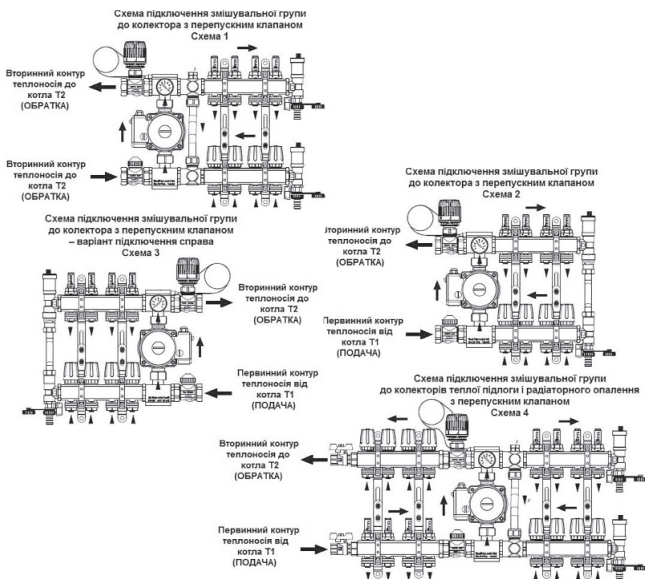 Схема підключення змішувальної групи
до колектора з перепускним клапаном
Схема 1
Вторинний контур
теплоносія до
котла Т2
(ОБРАТКА)
Вторинний контур
теплоносія до
котла Т2
(ОБРАТКА)
Схема підключення змішувальної групи
до колектора з перепускним клапаном
Схема 2
торинний контур
теплоносія до
котла Т2
(ОБРАТКА)
Первинний контур
теплоносія від
котла Т1
(ПОДАЧА)
Схема підключення змішувальної групи
до колектора з перепускним клапаном
– варіант підключення справа
Схема 3
Вторинний контур
теплоносія до
котла Т2
(ОБРАТКА)
Первинний контур
теплоносія від
котла Т1
(ПОДАЧА)
Схема підключення змішувальної групи
до колекторів теплої підлоги і радіаторного опалення
з перепускним клапаном
Схема 4
Вторинний контур
теплоносія до
котла Т2
(ОБРАТКА)
Первинний контур
теплоносія від
котла Т1
(ПОДАЧА)